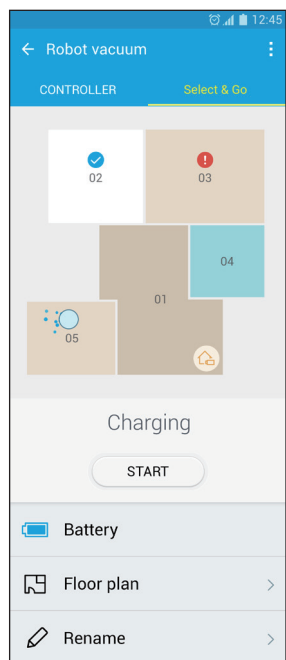 12:45
Robot vacuum
CONTROLLER Select & Go
02 03
04
01
05
Charging
START
Battery
Floor plan
Rename